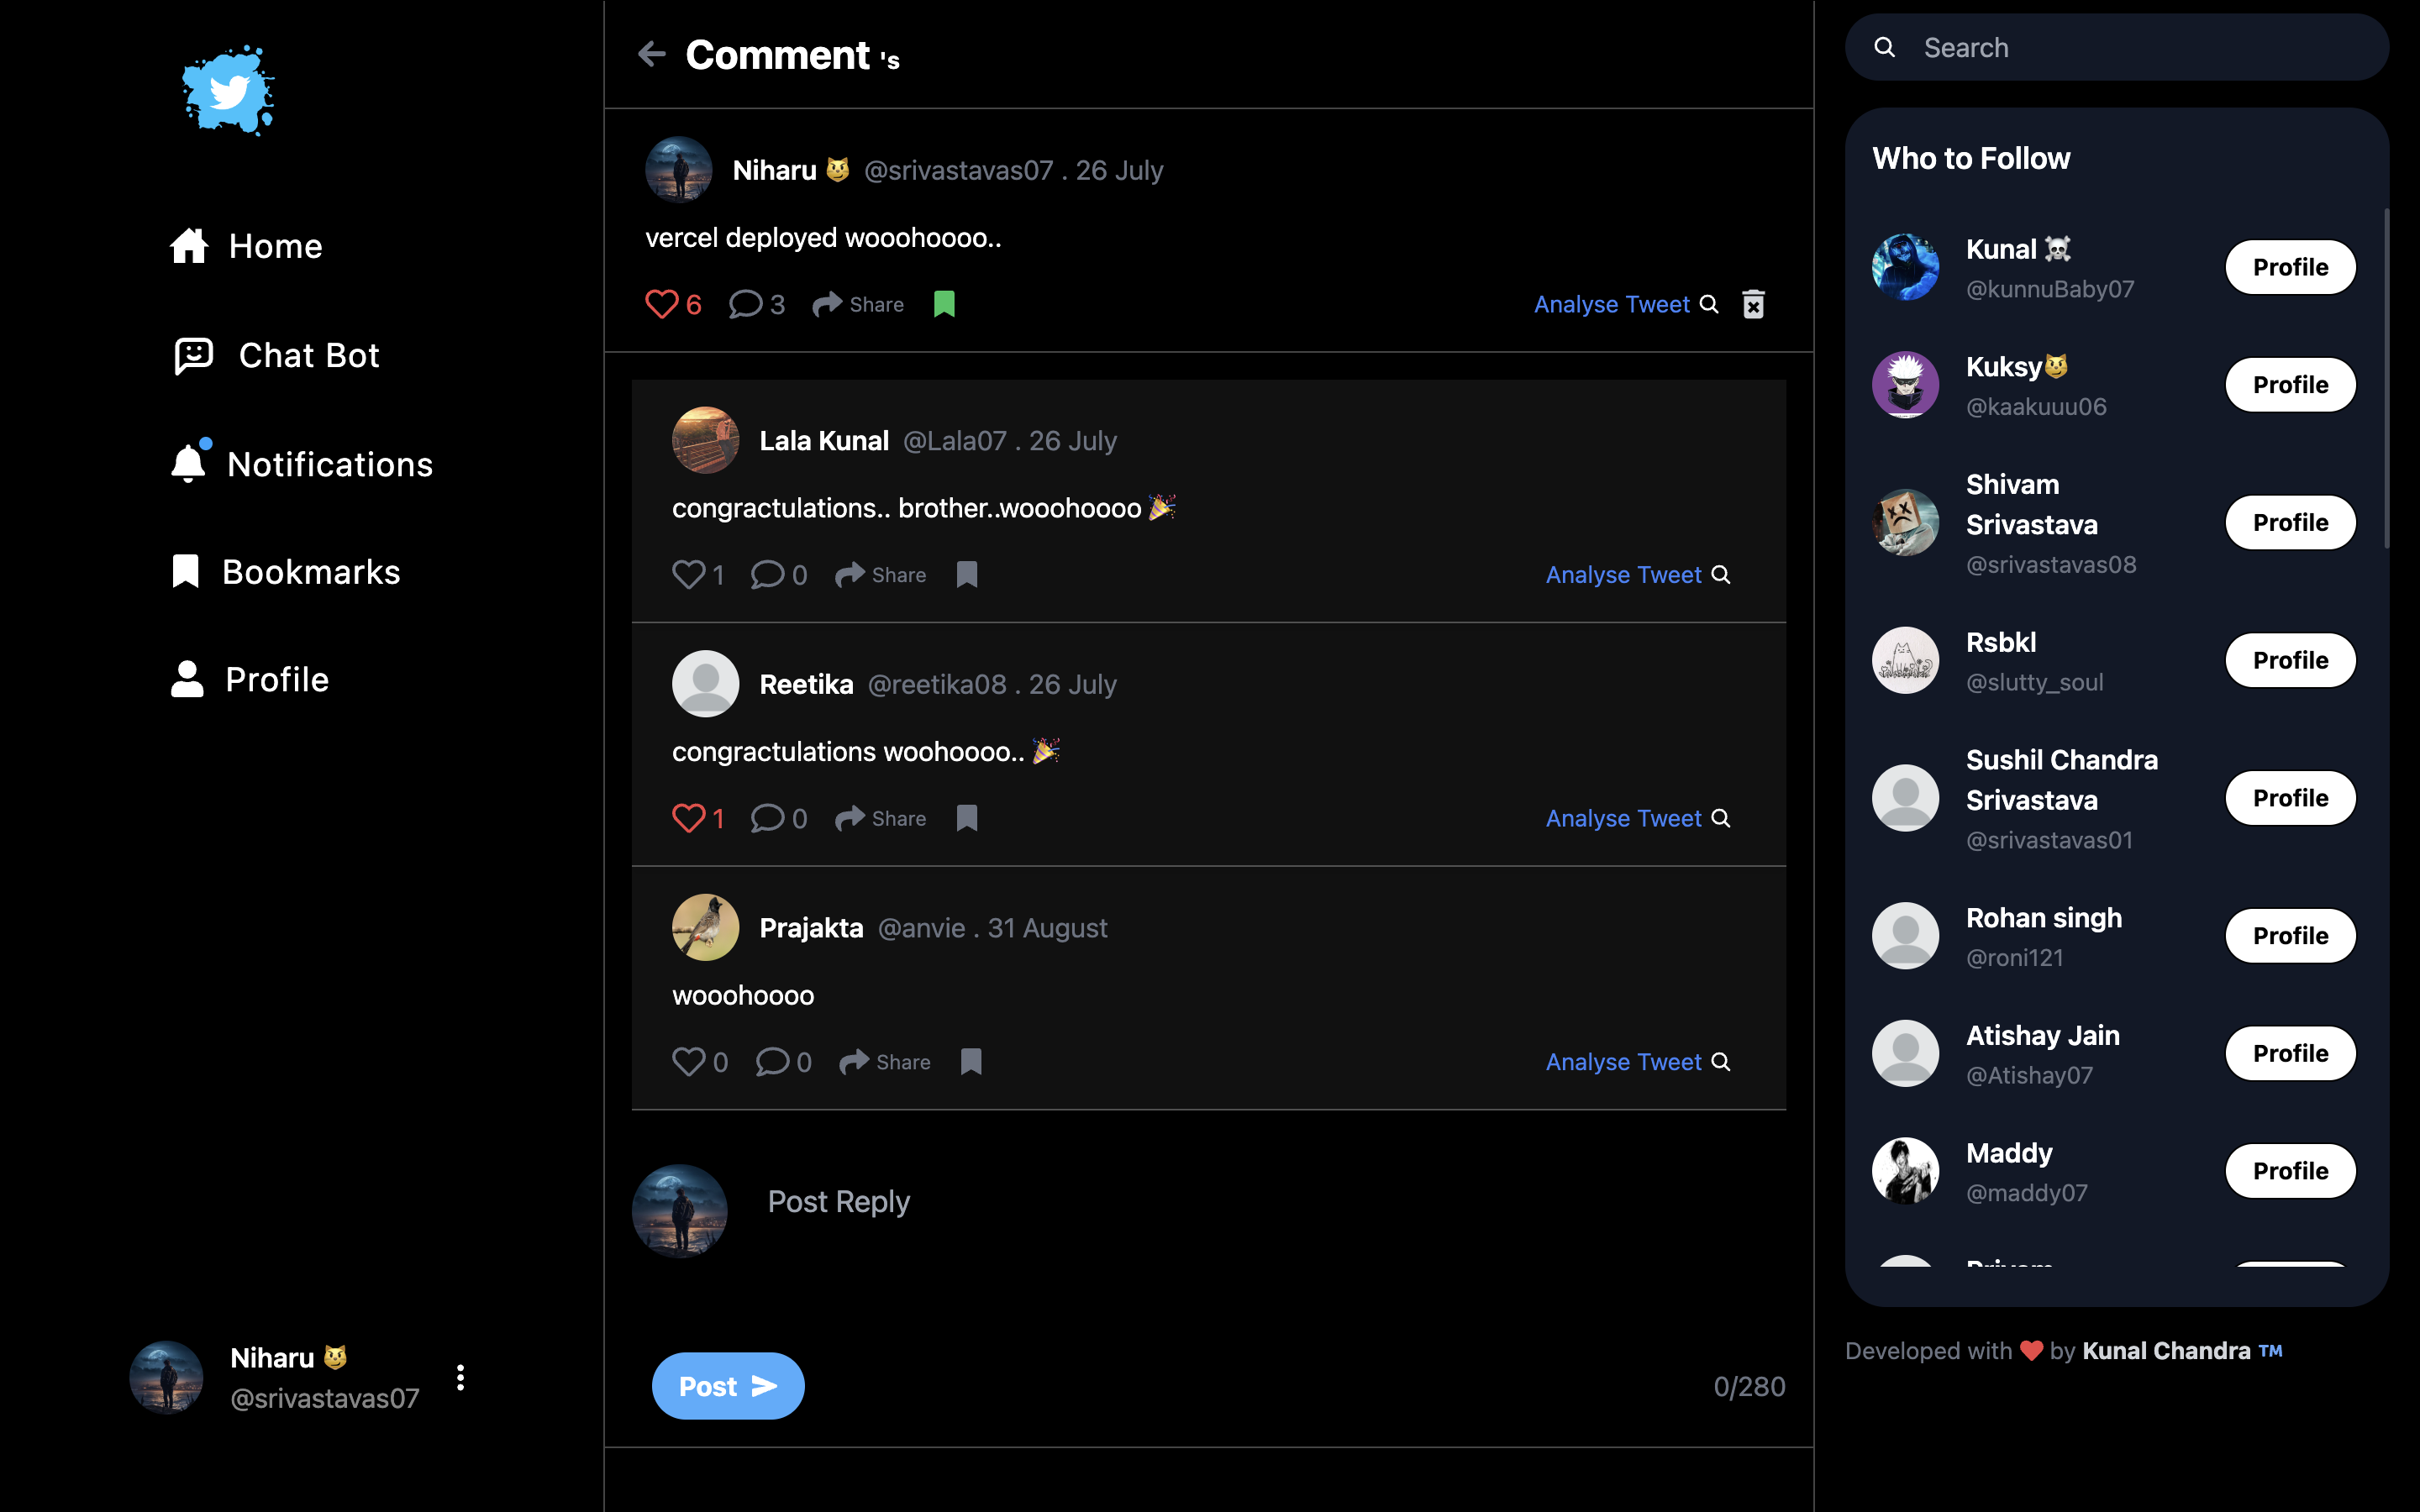 Home
Chat Bot
Notifications
Bookmarks
Profile
Niharu 😼
@srivastavas07
Comment 's
Niharu 😼 @srivastavas07 . 26 July
vercel deployed wooohoooo..
6 3 Share Analyse Tweet
Lala Kunal @Lala07 . 26 July
congractulations.. brother..wooohoooo 🎉
1 0 Share Analyse Tweet
Reetika @reetika08 . 26 July
congractulations woohoooo.. 🎉
1 0 Share Analyse Tweet
Prajakta @anvie . 31 August
wooohoooo
0 0 Share Analyse Tweet
Post Reply
Post 0/280
Search
Who to Follow
Kunal ☠️
@kunnuBaby07
Profile
Kuksy😼
@kaakuuu06
Profile
Shivam
Srivastava
@srivastavas08
Profile
Rsbkl
@slutty_soul
Profile
Sushil Chandra
Srivastava
@srivastavas01
Profile
Rohan singh
@roni121
Profile
Atishay Jain
@Atishay07
Profile
Maddy
@maddy07
Profile
Developed with ❤️ by Kunal Chandra ™